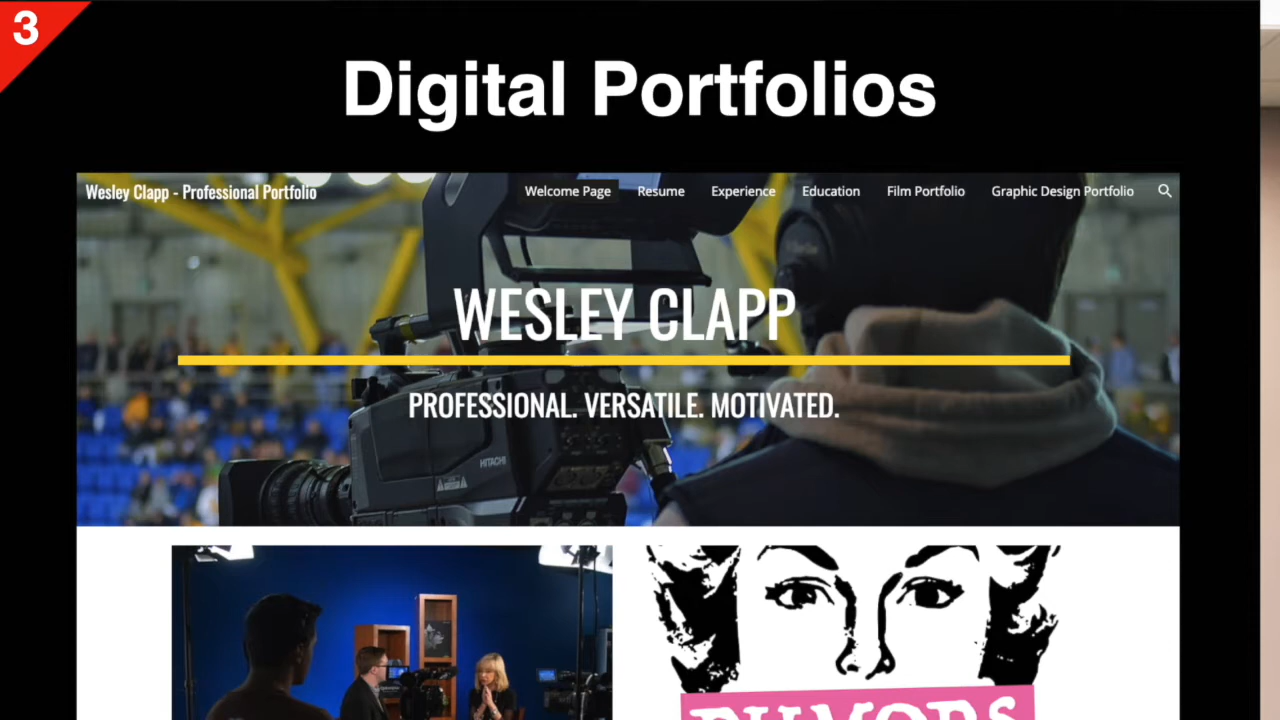 3
Digital Portfolios
Wesley Clapp - Professional Portfolio
Welcome Page Resume Experience Education Film Portfolio Graphic Design Portfolio
WESLEY CLAPP
PROFESSIONAL. VERSATILE. MOTIVATED.
HITACHI
RUMORS